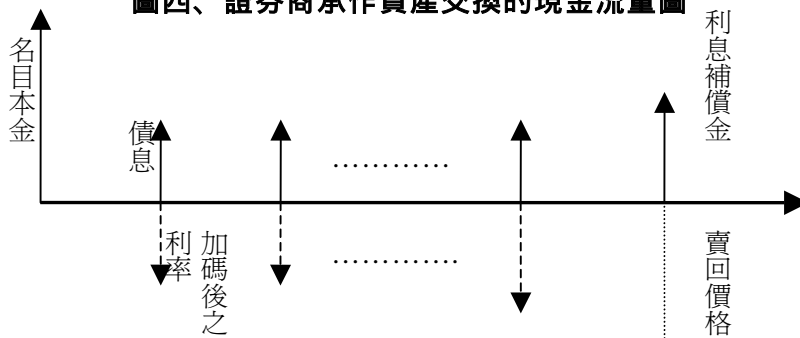 圖四、證券商承作資產交換的現金流量圖
名目本金
債息
…………
利息補償金
利率
加碼後之
………….
賣回價格